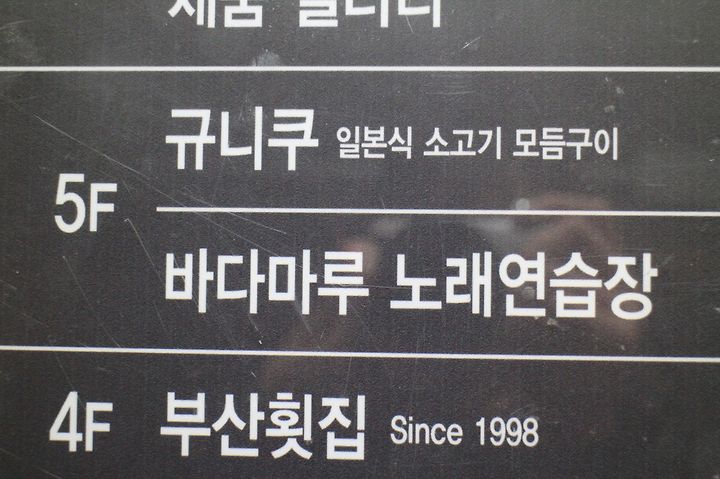 규니쿠 일본식 소고기 모듬구이
5F
바다마루 노래연습장
4F 부산횟집 Since 1998